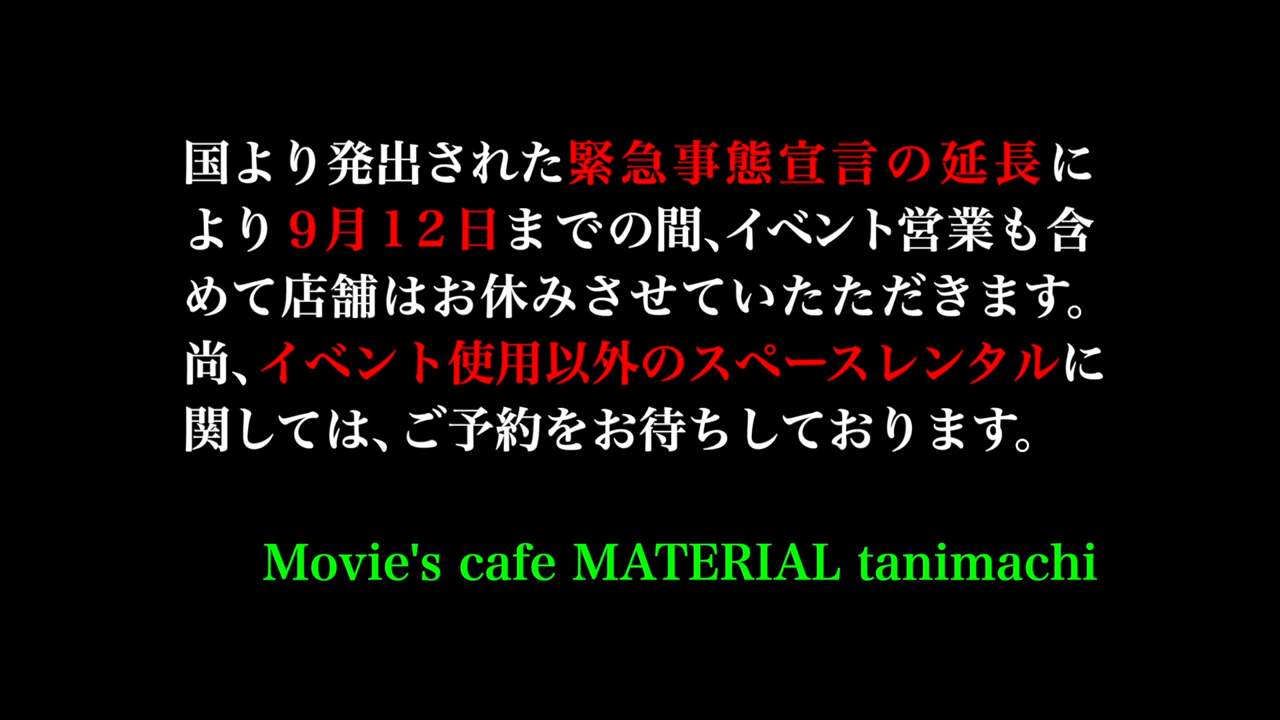 国より発出された緊急事態宣言の延長に
より９月１２日までの間、イベント営業も含
めて店舗はお休みさせていたただきます。
尚、イベント使用以外のスペースレンタルに
関しては、ご予約をお待ちしております。
Movie's cafe MATERIAL tanimachi